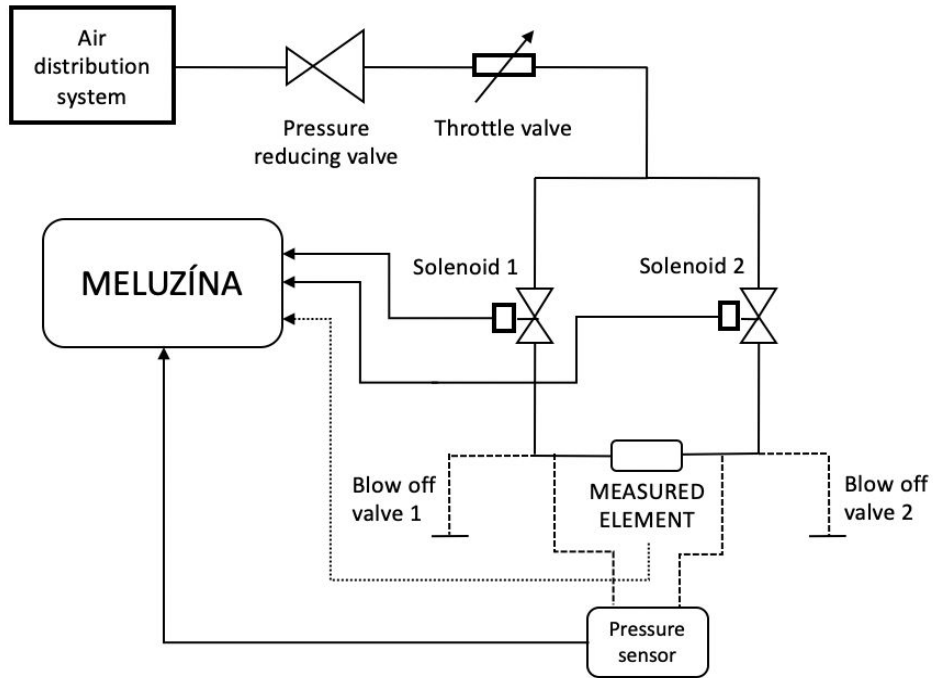 Air
distribution
system
Pressure
reducing valve
Throttle valve
Solenoid 1
Solenoid 2
MELUZÍNA
Blow off
valve 1
MEASURED
ELEMENT
Blow off
valve 2
Pressure
sensor